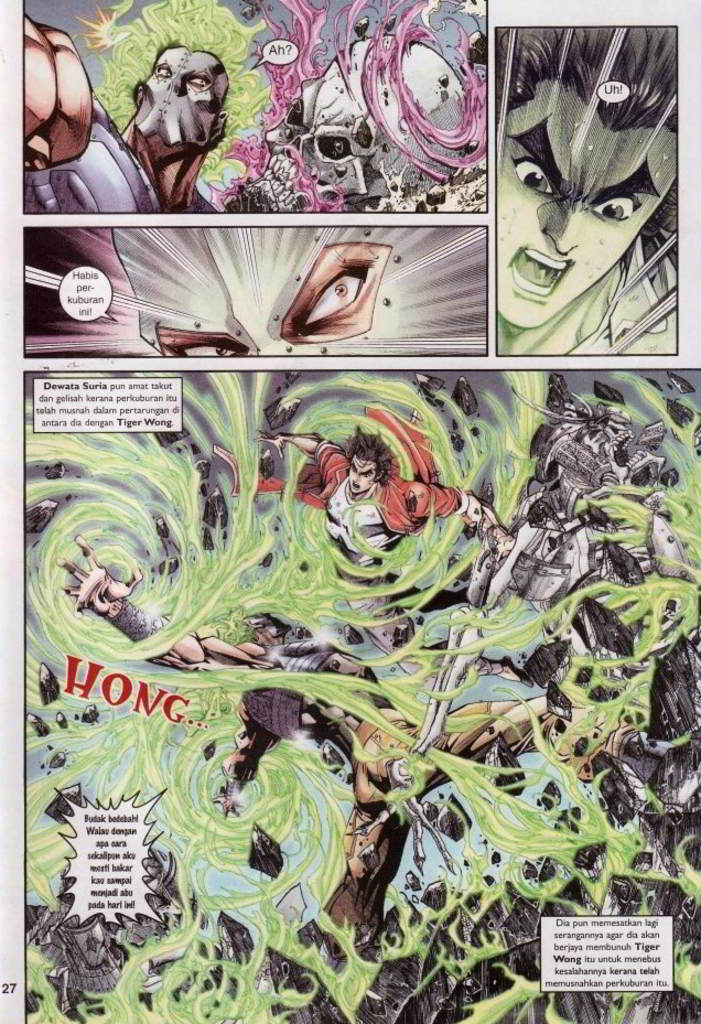 Ah?
Uh!
Habis
per-
kuburan
ini!
Dewata Suria pun amat takut
dan gelisah kerana perkuburan itu
telah musnah dalam pertarungan di
antara dia dengan Tiger Wong.
HONG...
Budak bedebah!
Walau dengan
apa cara
sekalipun aku
mesti bakar
kau sampai
menjadi abu
pada hari ini!
Dia pun memesatkan lagi
serangannya agar dia akan
berjaya membunuh Tiger
Wong itu untuk menebus
kesalahannya kerana telah
memusnahkan perkuburan itu.
27